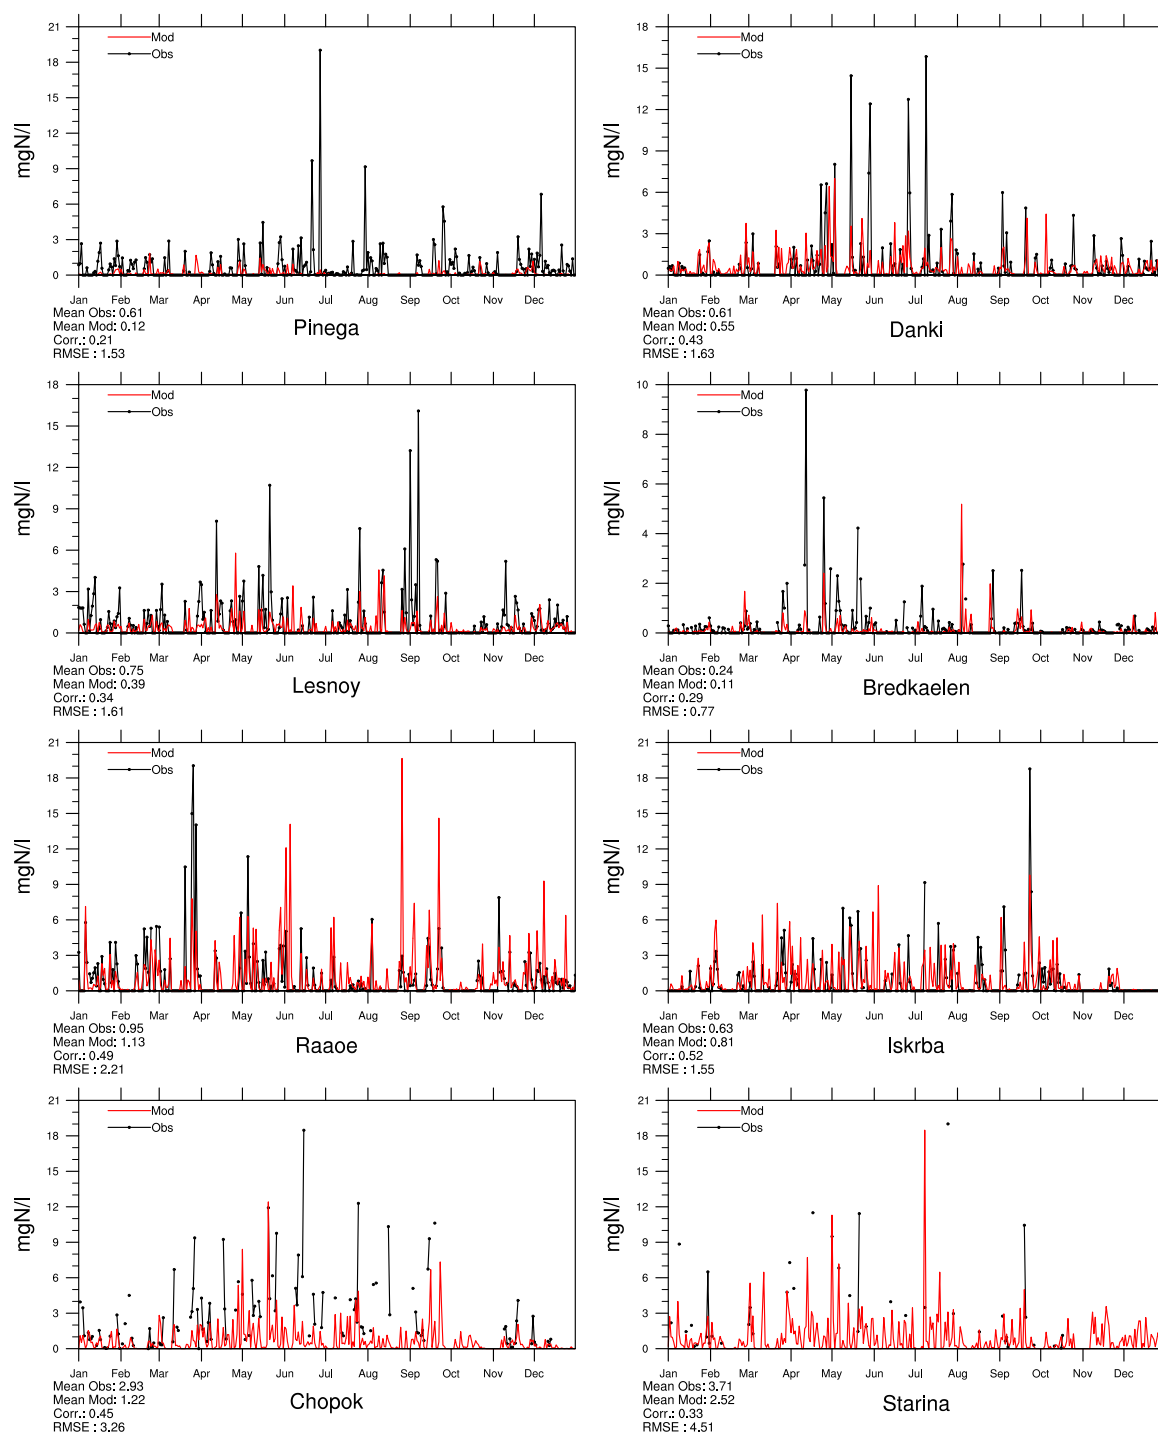 21
18
15
12
9
6
3
0
mgN/l
Mod
Obs
Jan Feb Mar Apr May Jun Jul Aug Sep Oct Nov Dec
Mean Obs: 0.61
Mean Mod: 0.12
Corr.: 0.21
RMSE : 1.53
Pinega
18
15
12
9
6
3
0
mgN/l
Mod
Obs
Jan Feb Mar Apr May Jun Jul Aug Sep Oct Nov Dec
Mean Obs: 0.61
Mean Mod: 0.55
Corr.: 0.43
RMSE : 1.63
Danki
18
15
12
9
6
3
0
mgN/l
Mod
Obs
Jan Feb Mar Apr May Jun Jul Aug Sep Oct Nov Dec
Mean Obs: 0.75
Mean Mod: 0.39
Corr.: 0.34
RMSE : 1.61
Lesnoy
10
8
6
4
2
0
mgN/l
Mod
Obs
Jan Feb Mar Apr May Jun Jul Aug Sep Oct Nov Dec
Mean Obs: 0.24
Mean Mod: 0.11
Corr.: 0.29
RMSE : 0.77
Bredkaelen
21
18
15
12
9
6
3
0
mgN/l
Mod
Obs
Jan Feb Mar Apr May Jun Jul Aug Sep Oct Nov Dec
Mean Obs: 0.95
Mean Mod: 1.13
Corr.: 0.49
RMSE : 2.21
Raaoe
21
18
15
12
9
6
3
0
mgN/l
Mod
Obs
Jan Feb Mar Apr May Jun Jul Aug Sep Oct Nov Dec
Mean Obs: 0.63
Mean Mod: 0.81
Corr.: 0.52
RMSE : 1.55
Iskrba
21
18
15
12
9
6
3
0
mgN/l
Mod
Obs
Jan Feb Mar Apr May Jun Jul Aug Sep Oct Nov Dec
Mean Obs: 2.93
Mean Mod: 1.22
Corr.: 0.45
RMSE : 3.26
Chopok
21
18
15
12
9
6
3
0
mgN/l
Mod
Obs
Jan Feb Mar Apr May Jun Jul Aug Sep Oct Nov Dec
Mean Obs: 3.71
Mean Mod: 2.52
Corr.: 0.33
RMSE : 4.51
Starina